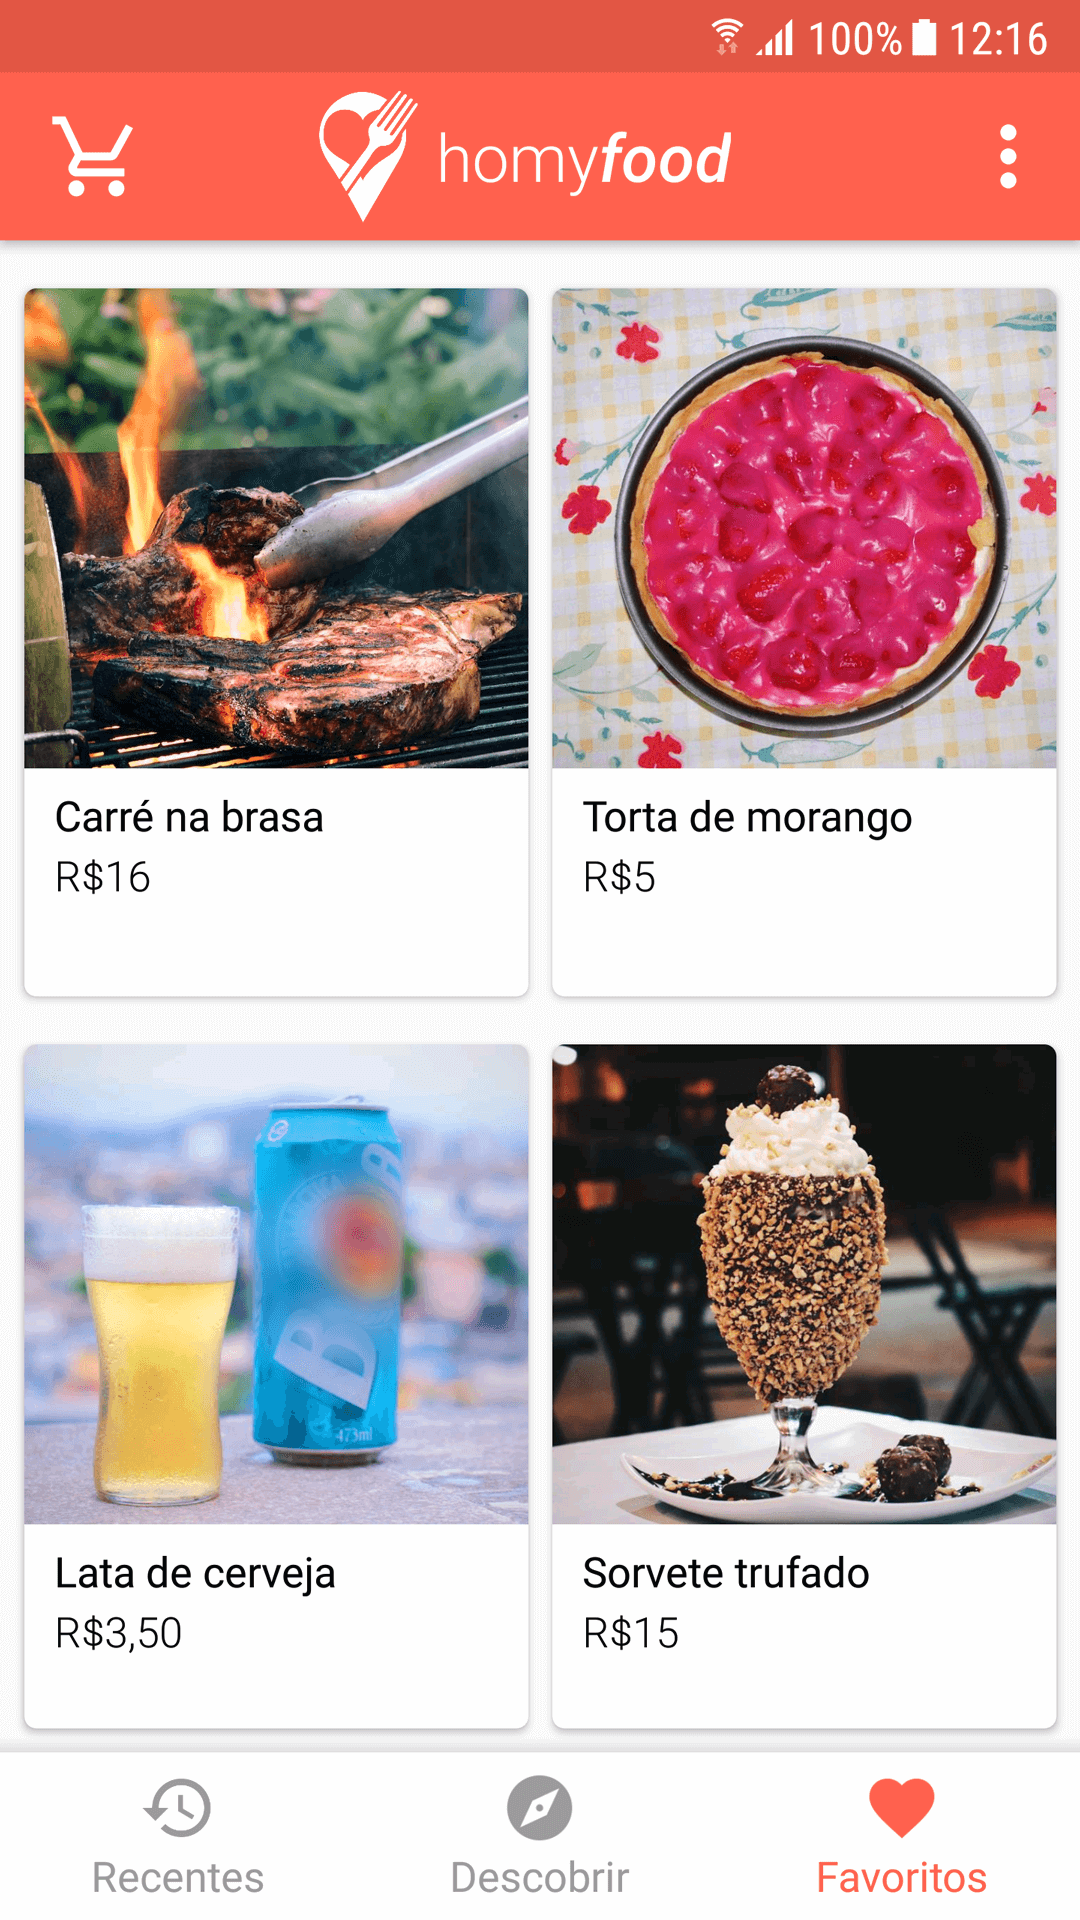 100% 12:16
homyfood
Carré na brasa
R$16
Torta de morango
R$5
473ml
Lata de cerveja
R$3,50
Sorvete trufado
R$15
Recentes
Descobrir
Favoritos